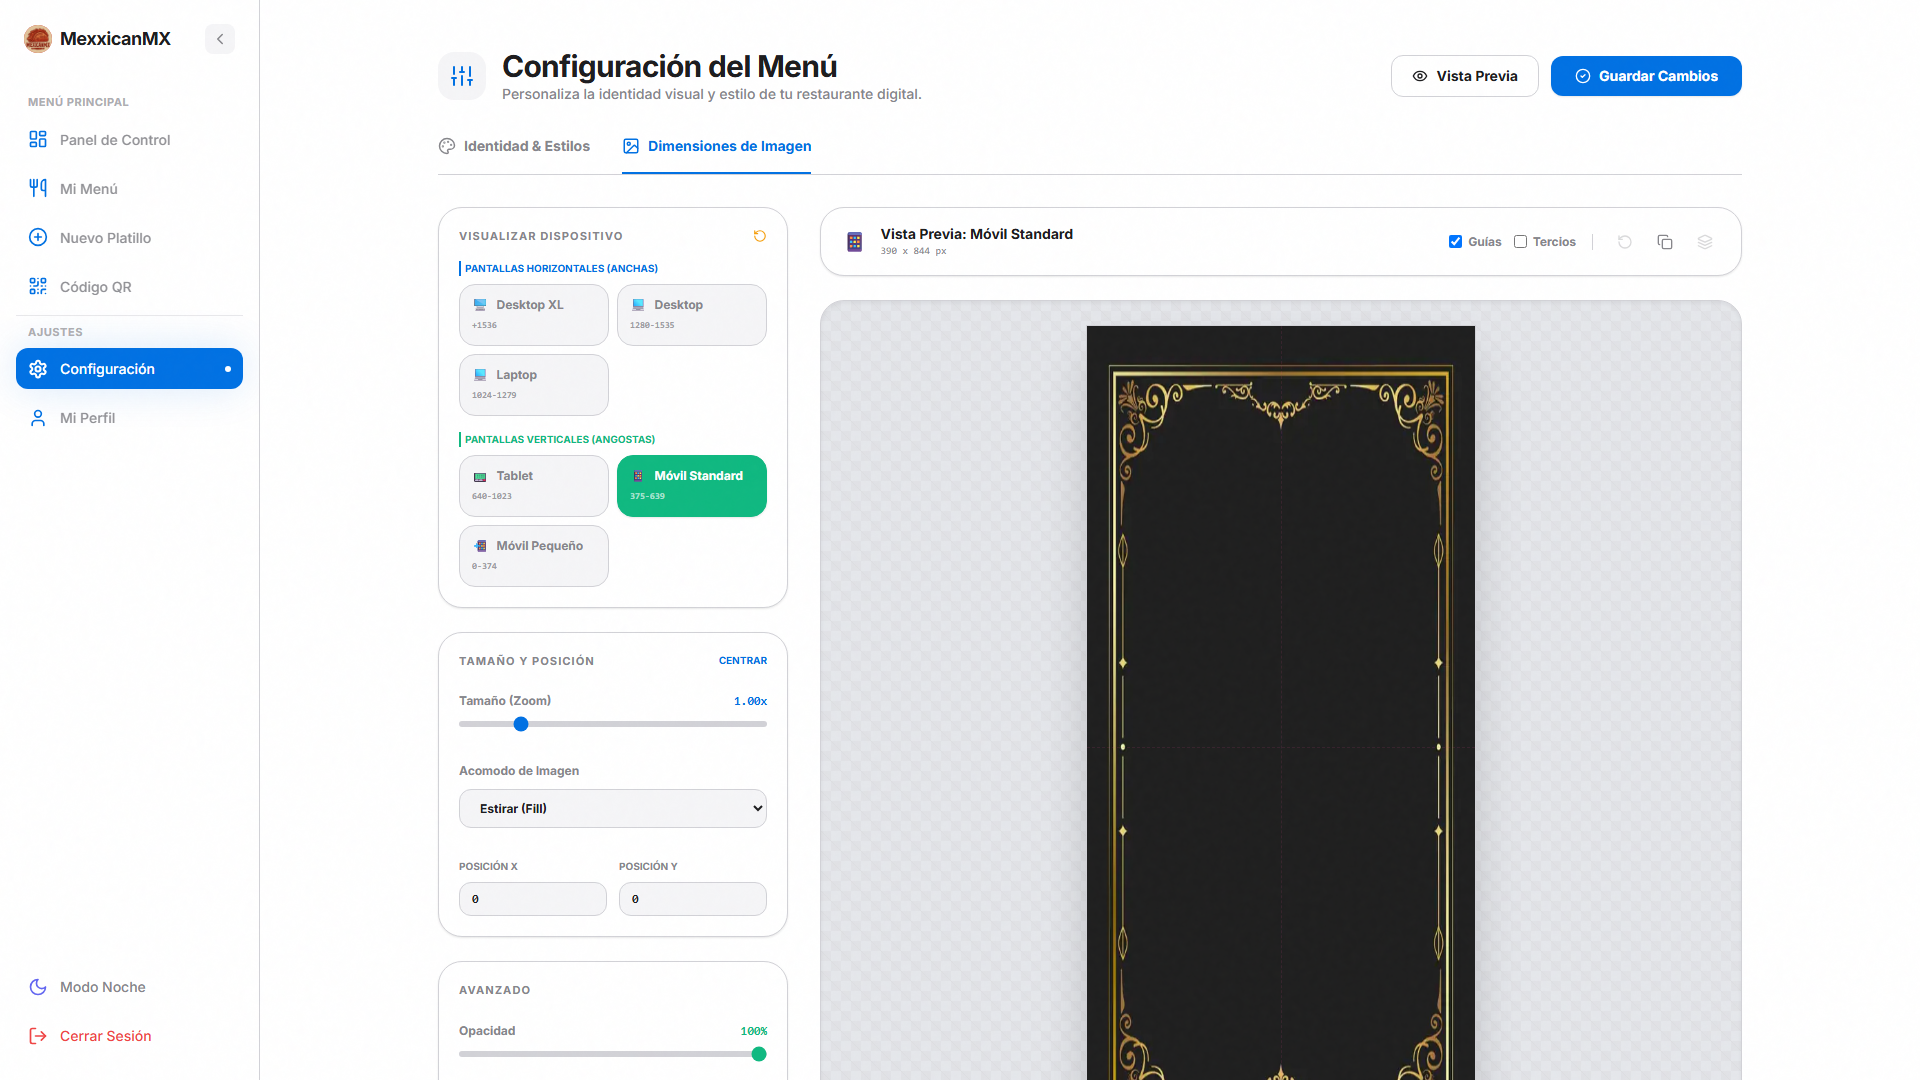 MexxicanMX
MENÚ PRINCIPAL
Panel de Control
Mi Menú
Nuevo Platillo
Código QR
AJUSTES
Configuración
Mi Perfil
Modo Noche
Cerrar Sesión
Configuración del Menú
Personaliza la identidad visual y estilo de tu restaurante digital.
Vista Previa
Guardar Cambios
Identidad & Estilos
Dimensiones de Imagen
VISUALIZAR DISPOSITIVO
PANTALLAS HORIZONTALES (ANCHAS)
Desktop XL
+1536
Desktop
1280-1535
Laptop
1024-1279
PANTALLAS VERTICALES (ANGOSTAS)
Tablet
640-1023
Móvil Standard
375-639
Móvil Pequeño
0-374
TAMAÑO Y POSICIÓN
CENTRAR
Tamaño (Zoom)
1.00x
Acomodo de Imagen
Estirar (Fill)
POSICIÓN X
POSICIÓN Y
0
0
AVANZADO
Opacidad
100%
Vista Previa: Móvil Standard
390 x 844 px
Guías
Tercios